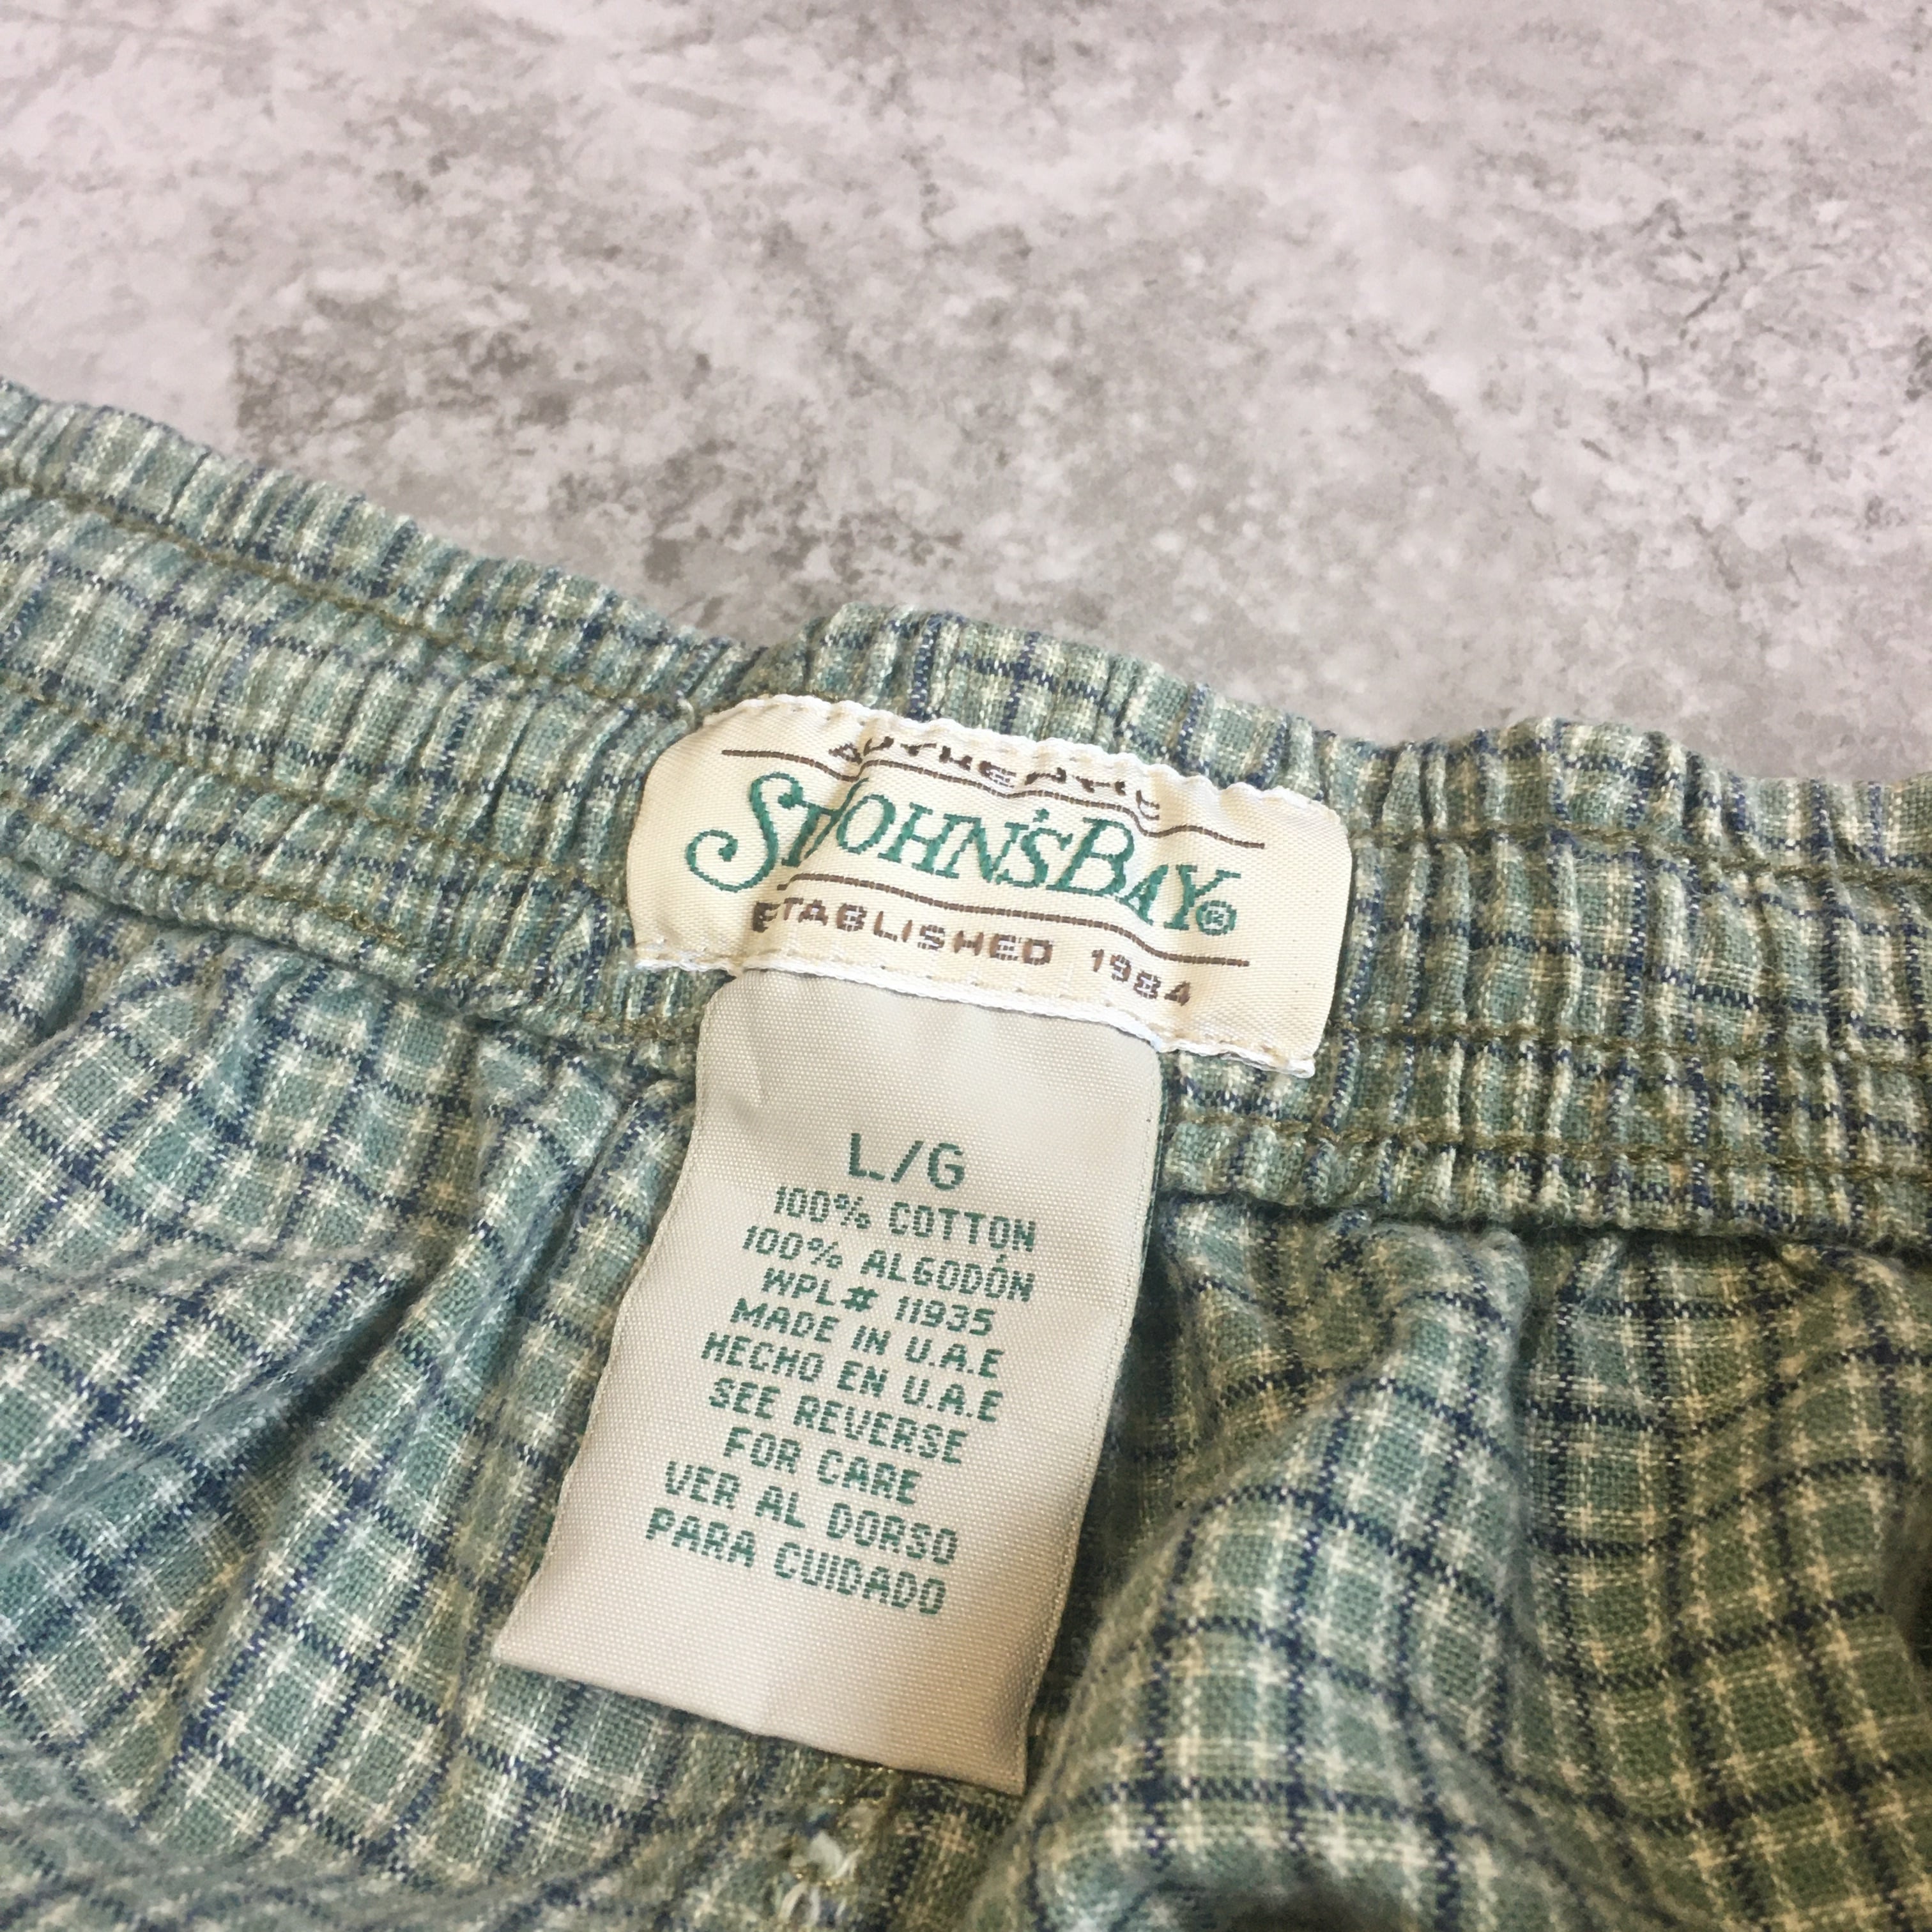 AUTHENTIC
ST JOHN'S BAY®
ESTABLISHED 1984
L/G
100% COTTON
100% ALGODÓN
WPL# 11935
MADE IN U.A.E
HECHO EN U.A.E
SEE REVERSE
FOR CARE
VER AL DORSO
PARA CUIDADO